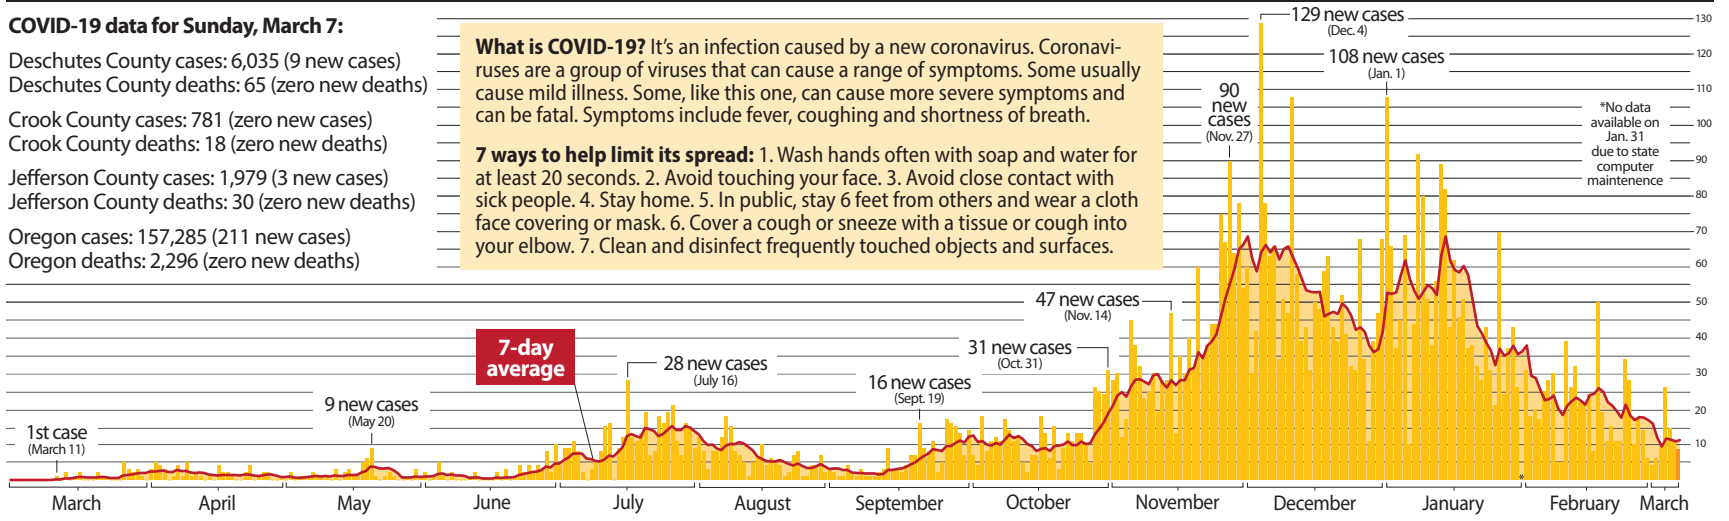 COVID-19 data for Sunday, March 7:
Deschutes County cases: 6,035 (9 new cases)
Deschutes County deaths: 65 (zero new deaths)
Crook County cases: 781 (zero new cases)
Crook County deaths: 18 (zero new deaths)
Jefferson County cases: 1,979 (3 new cases)
Jefferson County deaths: 30 (zero new deaths)
Oregon cases: 157,285 (211 new cases)
Oregon deaths: 2,296 (zero new deaths)
What is COVID-19? It’s an infection caused by a new coronavirus. Coronavi-
ruses are a group of viruses that can cause a range of symptoms. Some usually
cause mild illness. Some, like this one, can cause more severe symptoms and
can be fatal. Symptoms include fever, coughing and shortness of breath.
7 ways to help limit its spread: 1. Wash hands often with soap and water for
at least 20 seconds. 2. Avoid touching your face. 3. Avoid close contact with
sick people. 4. Stay home. 5. In public, stay 6 feet from others and wear a cloth
face covering or mask. 6. Cover a cough or sneeze with a tissue or cough into
your elbow. 7. Clean and disinfect frequently touched objects and surfaces.
1st case
(March 11)
9 new cases
(May 20)
7-day
average
28 new cases
(July 16)
16 new cases
(Sept. 19)
31 new cases
(Oct. 31)
47 new cases
(Nov. 14)
90
new
cases
(Nov. 27)
129 new cases
(Dec. 4)
108 new cases
(Jan. 1)
*No data
available on
Jan. 31
due to state
computer
maintenence
130
120
110
100
90
80
70
60
50
40
30
20
10
*
March
April
May
June
July
August
September
October
November
December
January
February
March